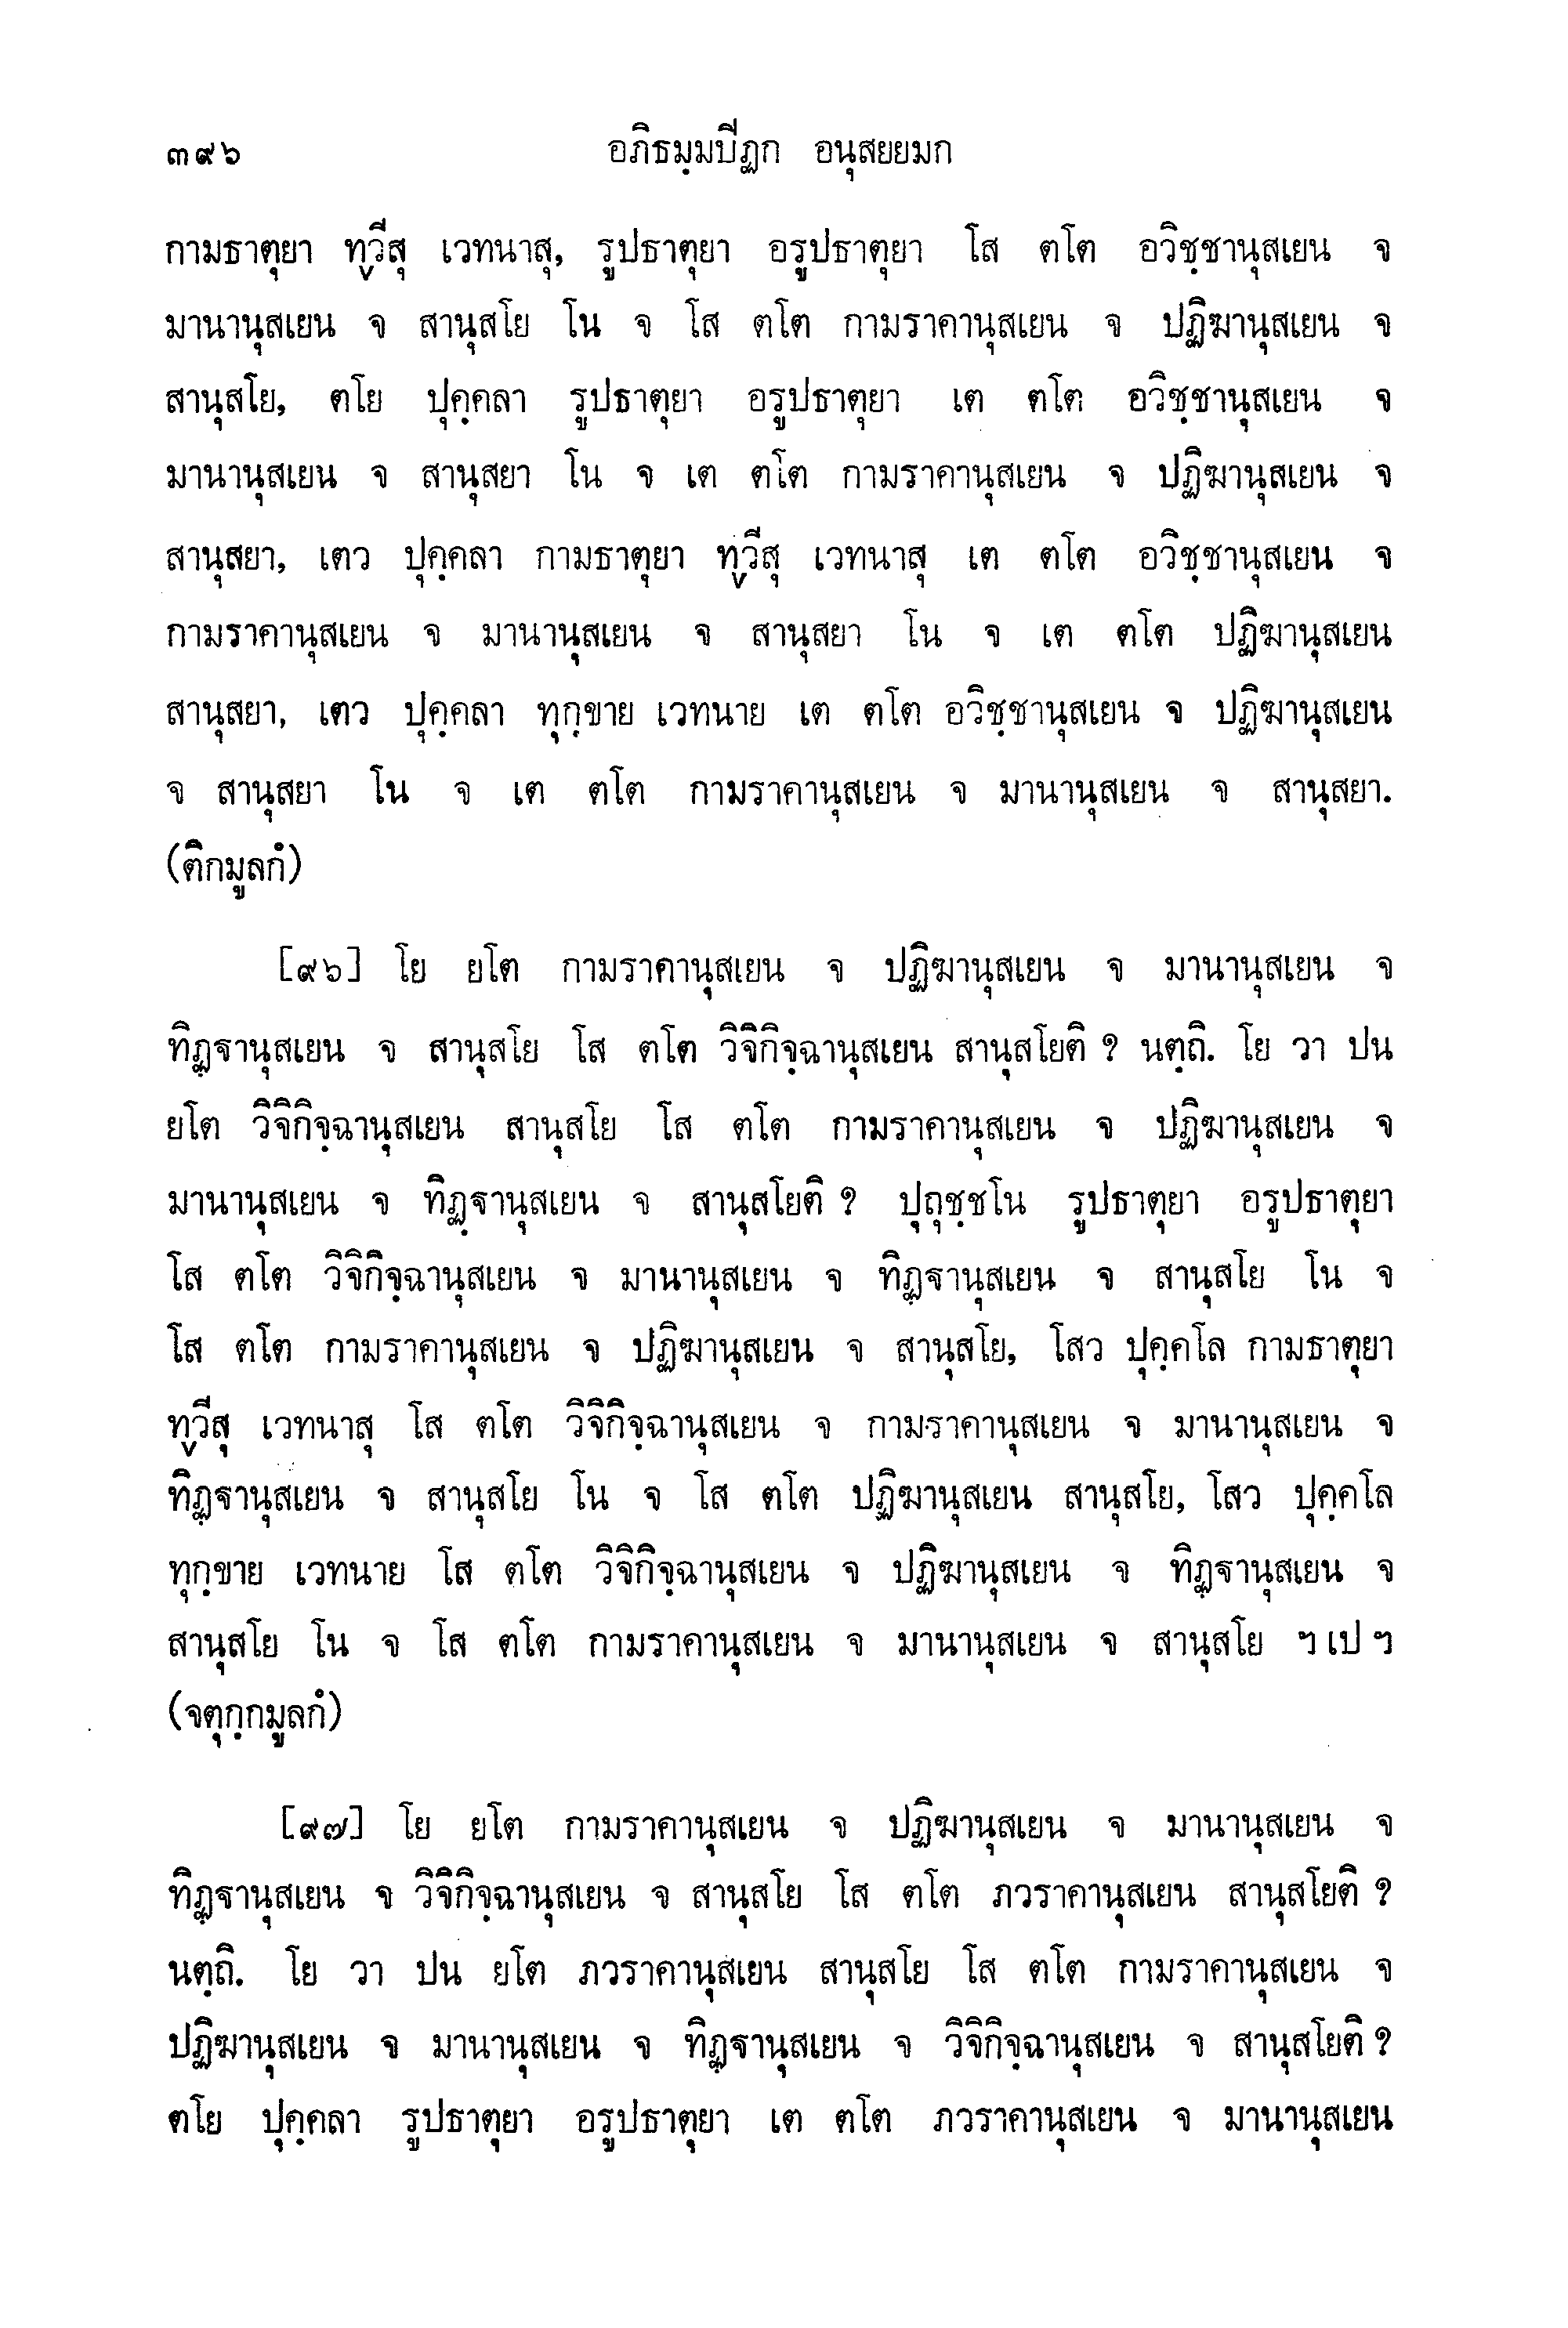 ๓๙๖ อภิธมฺมปีฏก อนุสยยมก
กามธาตุยา ทฺวีสุ เวทนาสุ, รูปธาตุยา อรูปธาตุยา โส ตโต อวิชฺชานุสเยน จ
มานานุสเยน จ สานุสโย โน จ โส ตโต กามราคานุสเยน จ ปฏิฆานุสเยน จ
สานุสโย, ตโย ปุคฺคลา รูปธาตุยา อรูปธาตุยา เต ตโต อวิชฺชานุสเยน จ
มานานุสเยน จ สานุสยา โน จ เต ตโต กามราคานุสเยน จ ปฏิฆานุสเยน จ
สานุสยา, เตว ปุคฺคลา กามธาตุยา ทฺวีสุ เวทนาสุ เต ตโต อวิชฺชานุสเยน จ
กามราคานุสเยน จ มานานุสเยน จ สานุสยา โน จ เต ตโต ปฏิฆานุสเยน
สานุสยา, เตว ปุคฺคลา ทุกฺขาย เวทนาย เต ตโต อวิชฺชานุสเยน จ ปฏิฆานุสเยน
จ สานุสยา โน จ เต ตโต กามราคานุสเยน จ มานานุสเยน จ สานุสยา.
(ติกมูลกํ)
[๙๖] โย ยโต กามราคานุสเยน จ ปฏิฆานุสเยน จ มานานุสเยน จ
ทิฏฺฐานุสเยน จ สานุสโย โส ตโต วิจิกิจฺฉานุสเยน สานุสโยติ ? นตฺถิ. โย วา ปน
ยโต วิจิกิจฺฉานุสเยน สานุสโย โส ตโต กามราคานุสเยน จ ปฏิฆานุสเยน จ
มานานุสเยน จ ทิฏฺฐานุสเยน จ สานุสโยติ ? ปุถุชฺชโน รูปธาตุยา อรูปธาตุยา
โส ตโต วิจิกิจฺฉานุสเยน จ มานานุสเยน จ ทิฏฺฐานุสเยน จ สานุสโย โน จ
โส ตโต กามราคานุสเยน จ ปฏิฆานุสเยน จ สานุสโย, โสว ปุคฺคโล กามธาตุยา
ทฺวีสุ เวทนาสุ โส ตโต วิจิกิจฺฉานุสเยน จ กามราคานุสเยน จ มานานุสเยน จ
ทิฏฺฐานุสเยน จ สานุสโย โน จ โส ตโต ปฏิฆานุสเยน สานุสโย, โสว ปุคฺคโล
ทุกฺขาย เวทนาย โส ตโต วิจิกิจฺฉานุสเยน จ ปฏิฆานุสเยน จ ทิฏฺฐานุสเยน จ
สานุสโย โน จ โส ตโต กามราคานุสเยน จ มานานุสเยน จ สานุสโย ฯ เป ฯ
(จตุกฺกมูลกํ)
[๙๗] โย ยโต กามราคานุสเยน จ ปฏิฆานุสเยน จ มานานุสเยน จ
ทิฏฺฐานุสเยน จ วิจิกิจฺฉานุสเยน จ สานุสโย โส ตโต ภวราคานุสเยน สานุสโยติ ?
นตฺถิ. โย วา ปน ยโต ภวราคานุสเยน สานุสโย โส ตโต กามราคานุสเยน จ
ปฏิฆานุสเยน จ มานานุสเยน จ ทิฏฺฐานุสเยน จ วิจิกิจฺฉานุสเยน จ สานุสโยติ ?
ตโย ปุคฺคลา รูปธาตุยา อรูปธาตุยา เต ตโต ภวราคานุสเยน จ มานานุสเยน